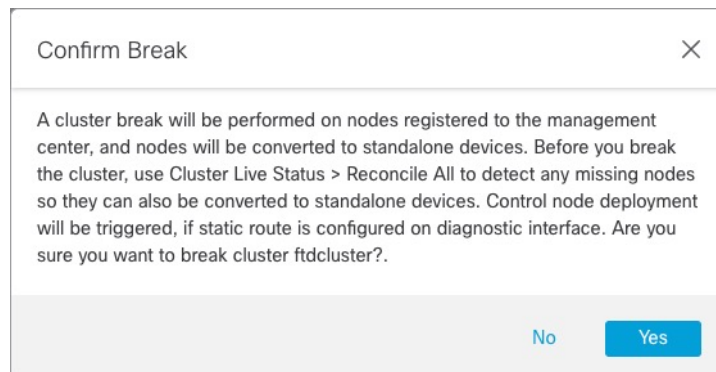 Confirm Break
A cluster break will be performed on nodes registered to the management
center, and nodes will be converted to standalone devices. Before you break
the cluster, use Cluster Live Status > Reconcile All to detect any missing nodes
so they can also be converted to standalone devices. Control node deployment
will be triggered, if static route is configured on diagnostic interface. Are you
sure you want to break cluster ftdcluster?.
No Yes